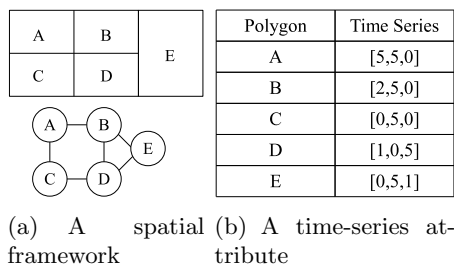 A B
E
C D
A B
E
C D
Polygon Time Series
A [5,5,0]
B [2,5,0]
C [0,5,0]
D [1,0,5]
E [0,5,1]
(a) A spatial framework
(b) A time-series at-
tribute